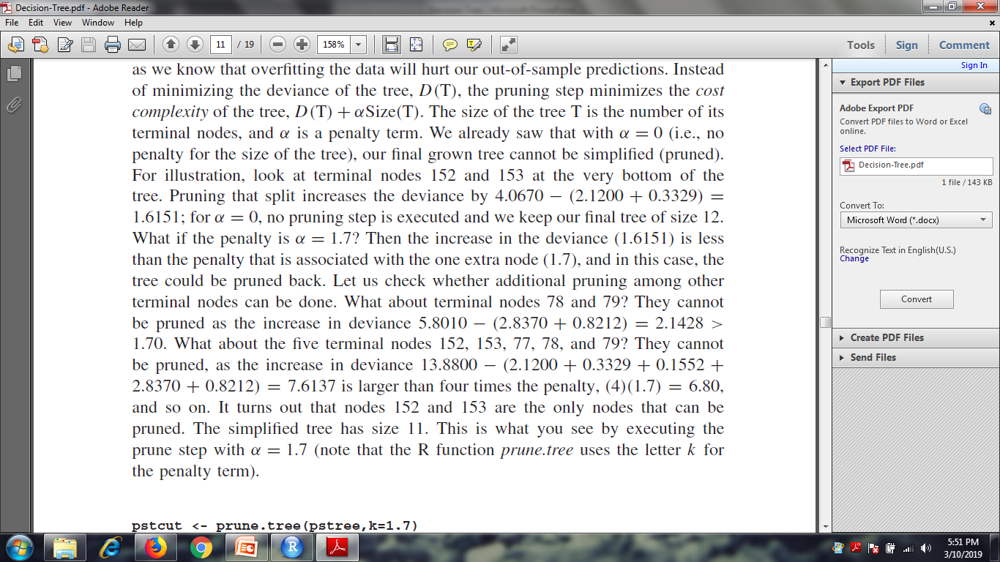 Decision-Tree.pdf - Adobe Reader
File Edit View Window Help
11 / 19 158% Tools Sign Comment
Sign In
as we know that overfitting the data will hurt our out-of-sample predictions. Instead
of minimizing the deviance of the tree, D(T), the pruning step minimizes the cost
complexity of the tree, D(T) + αSize(T). The size of the tree T is the number of its
terminal nodes, and α is a penalty term. We already saw that with α = 0 (i.e., no
penalty for the size of the tree), our final grown tree cannot be simplified (pruned).
For illustration, look at terminal nodes 152 and 153 at the very bottom of the
tree. Pruning that split increases the deviance by 4.0670 − (2.1200 + 0.3329) =
1.6151; for α = 0, no pruning step is executed and we keep our final tree of size 12.
What if the penalty is α = 1.7? Then the increase in the deviance (1.6151) is less
than the penalty that is associated with the one extra node (1.7), and in this case, the
tree could be pruned back. Let us check whether additional pruning among other
terminal nodes can be done. What about terminal nodes 78 and 79? They cannot
be pruned as the increase in deviance 5.8010 − (2.8370 + 0.8212) = 2.1428 >
1.70. What about the five terminal nodes 152, 153, 77, 78, and 79? They cannot
be pruned, as the increase in deviance 13.8800 − (2.1200 + 0.3329 + 0.1552 +
2.8370 + 0.8212) = 7.6137 is larger than four times the penalty, (4)(1.7) = 6.80,
and so on. It turns out that nodes 152 and 153 are the only nodes that can be
pruned. The simplified tree has size 11. This is what you see by executing the
prune step with α = 1.7 (note that the R function prune.tree uses the letter k for
the penalty term).
pstcut <- prune.tree(pstree,k=1.7)
Export PDF Files
Adobe Export PDF
Convert PDF files to Word or Excel
online.
Select PDF File:
Decision-Tree.pdf
1 file / 143 KB
Convert To:
Microsoft Word (*.docx)
Recognize Text in English(U.S.)
Change
Convert
Create PDF Files
Send Files
5:51 PM
3/10/2019